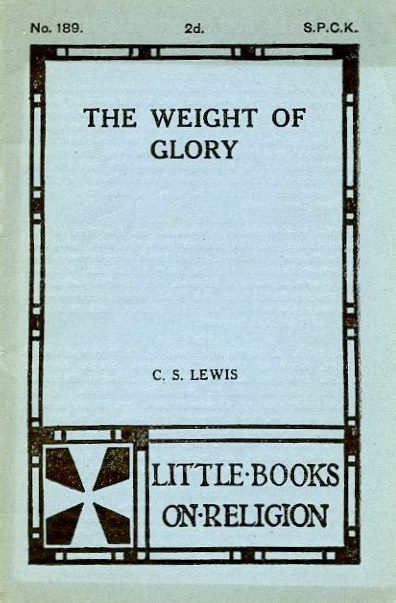 No. 189. 2d. S.P.C.K.
THE WEIGHT OF
GLORY
C. S. LEWIS
LITTLE·BOOKS
ON·RELIGION